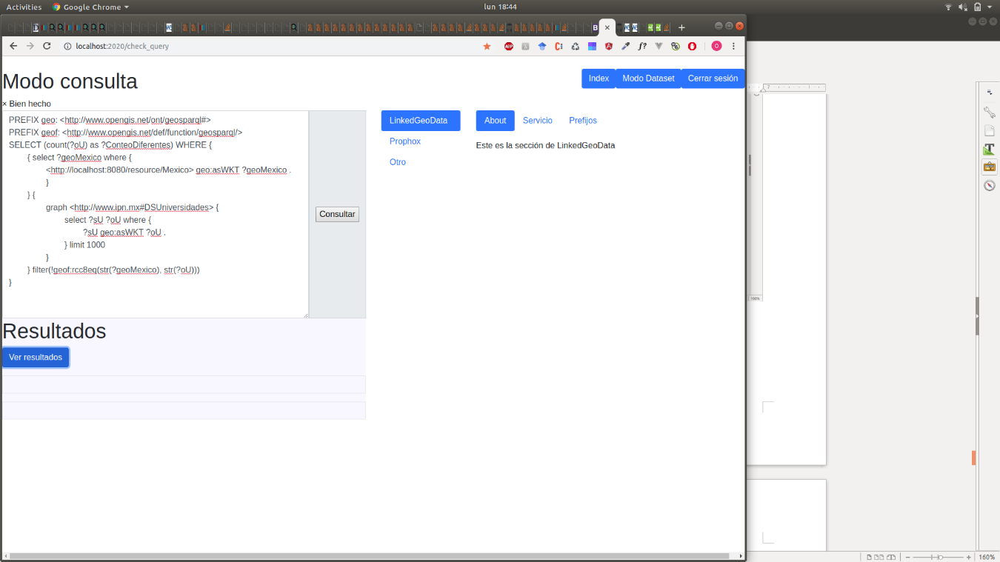 Activities
Google Chrome
lun 18:44
localhost:2020/check_query
ABP
f?
O
Modo consulta
Index
Modo Dataset
Cerrar sesión
× Bien hecho
PREFIX geo: <http://www.opengis.net/ont/geosparql#>
PREFIX geof: <http://www.opengis.net/def/function/geosparql/>
SELECT (count(?oU) as ?ConteoDiferentes) WHERE {
{ select ?geoMexico where {
<http://localhost:8080/resource/Mexico> geo:asWKT ?geoMexico .
}
} {
graph <http://www.ipn.mx#DSUniversidades> {
select ?sU ?oU where {
?sU geo:asWKT ?oU .
} limit 1000
}
} filter(!geof:rcc8eq(str(?geoMexico), str(?oU)))
}
Consultar
LinkedGeoData
Prophox
Otro
About
Servicio
Prefijos
Este es la sección de LinkedGeoData
Resultados
Ver resultados
7
100%
160%